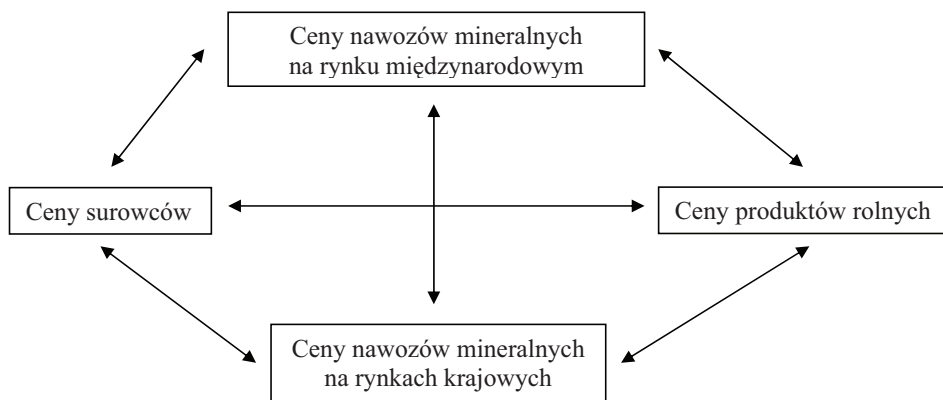 Ceny nawozów mineralnych
na rynku międzynarodowym
Ceny surowców
Ceny produktów rolnych
Ceny nawozów mineralnych
na rynkach krajowych